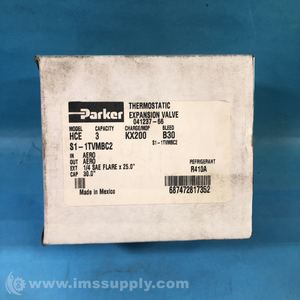 Parker
THERMOSTATIC
EXPANSION VALVE
041237-66
MODEL CAPACITY CHARGE/MOP BLEED
HCE 3 KX200 B30
S1-1TVMBC2 S1-1TVMBC2
IN AERO
OUT AERO
EXT 1/4 SAE FLARE x 25.0"
CAP 30.0"
REFRIGERANT
R410A
Made in Mexico
687472817352
© www.imssupply.com